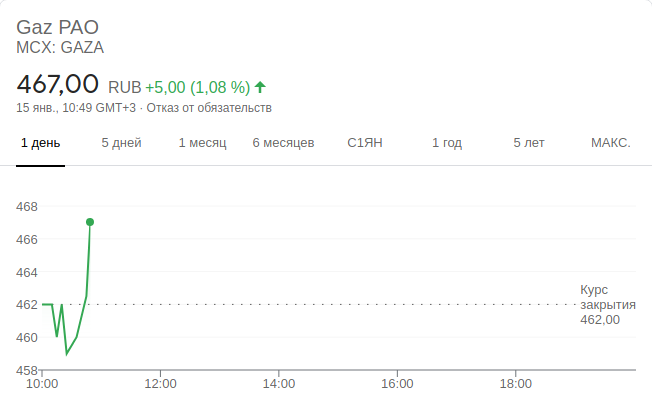 Gaz PAO
MCX: GAZA
467,00 RUB +5,00 (1,08 %)
15 янв., 10:49 GMT+3 · Отказ от обязательств
1 день 5 дней 1 месяц 6 месяцев С1ЯН 1 год 5 лет МАКС.
468
466
464
462
460
458
Курс
закрытия
462,00
10:00 12:00 14:00 16:00 18:00